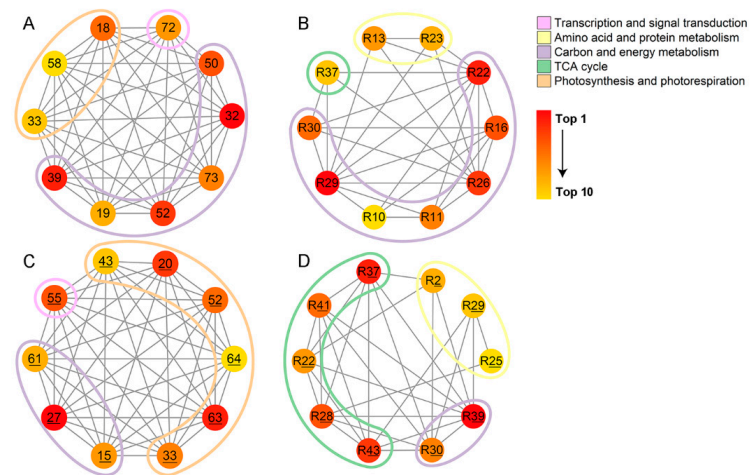 A
18
72
58
50
33
32
39
73
19
52
B
R13
R23
R37
R22
R30
R16
R29
R26
R10
R11
Transcription and signal transduction
Amino acid and protein metabolism
Carbon and energy metabolism
TCA cycle
Photosynthesis and photorespiration
Top 1
Top 10
C
43
20
55
52
61
64
27
63
15
33
D
R37
R2
R41
R29
R22
R25
R28
R39
R43
R30